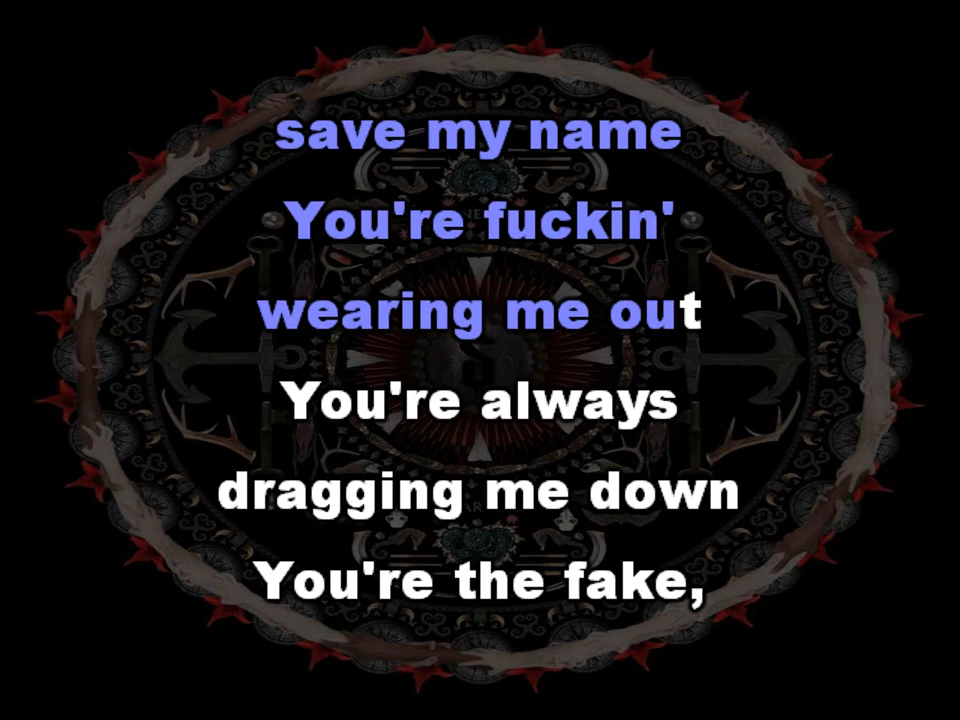 save my name
You're fuckin'
wearing me out
You're always
dragging me down
You're the fake,